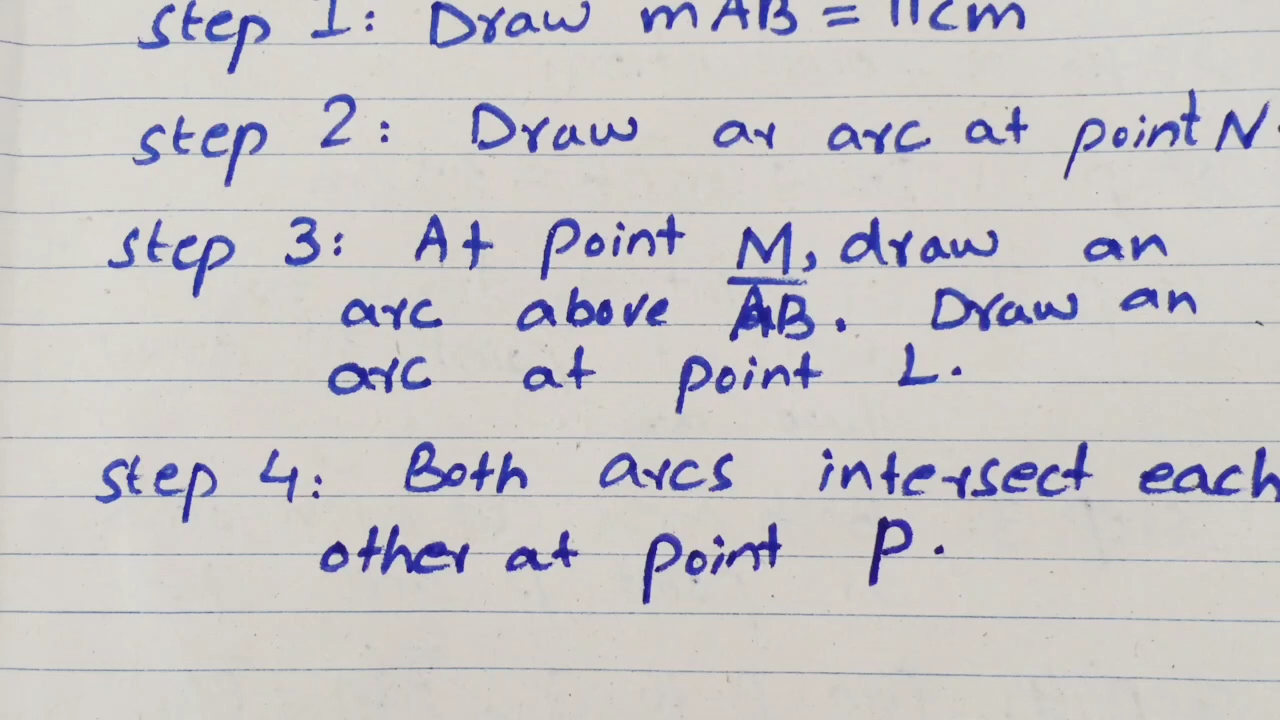 step 1: Draw mAB = 11cm
step 2: Draw ar arc at point N.
step 3: At point M, draw an
arc above AB. Draw an
arc at point L.
step 4: Both arcs intersect each
other at point P.